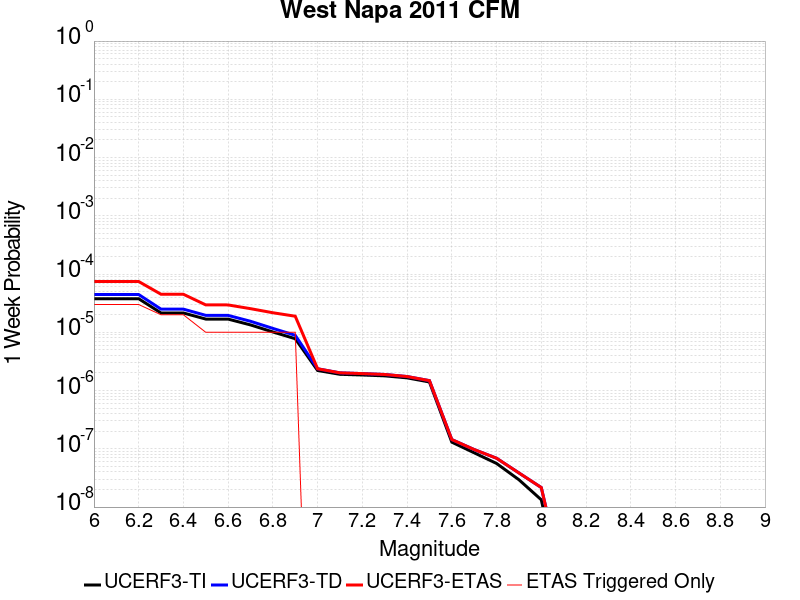 West Napa 2011 CFM
10^0
10^-1
10^-2
10^-3
10^-4
10^-5
10^-6
10^-7
10^-8
1 Week Probability
6 6.2 6.4 6.6 6.8 7 7.2 7.4 7.6 7.8 8 8.2 8.4 8.6 8.8 9
Magnitude
UCERF3-TI UCERF3-TD UCERF3-ETAS ETAS Triggered Only